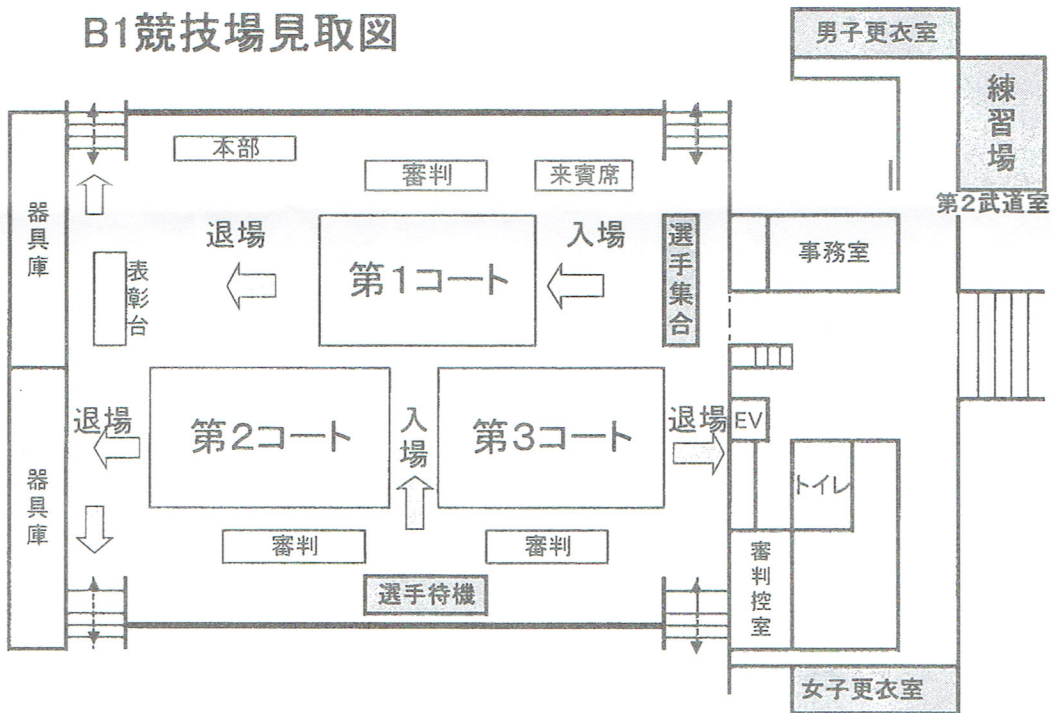 B1競技場見取図
男子更衣室
練習場
第2武道室
本部
審判
来賓席
器具庫
退場
第1コート
入場
選手集合
事務室
表彰台
退場
第2コート
入場
第3コート
退場
EV
トイレ
器具庫
審判
審判
選手待機
審判控室
女子更衣室